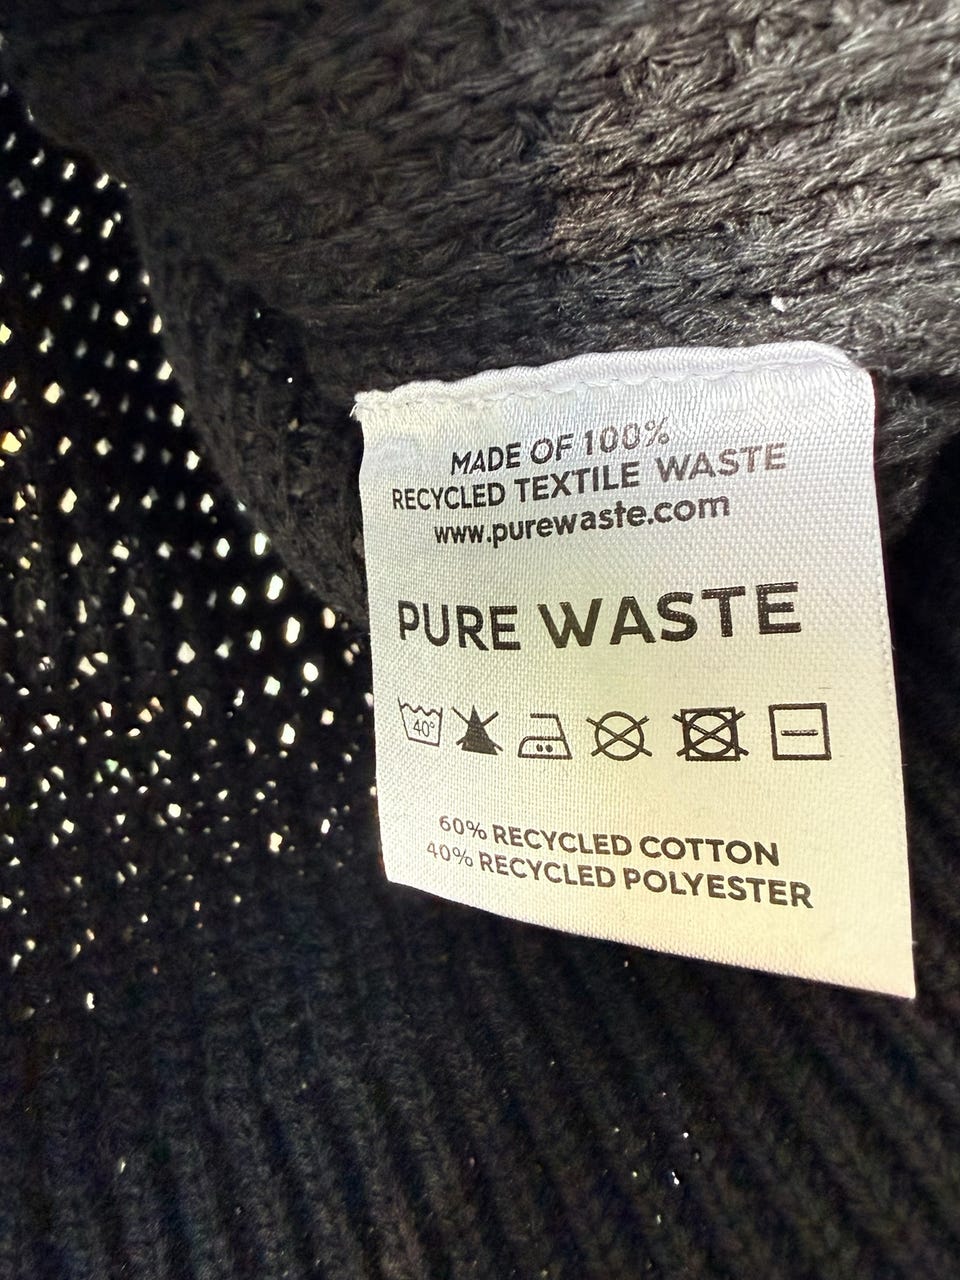 MADE OF 100%
RECYCLED TEXTILE WASTE
www.purewaste.com
PURE WASTE
40°
60% RECYCLED COTTON
40% RECYCLED POLYESTER